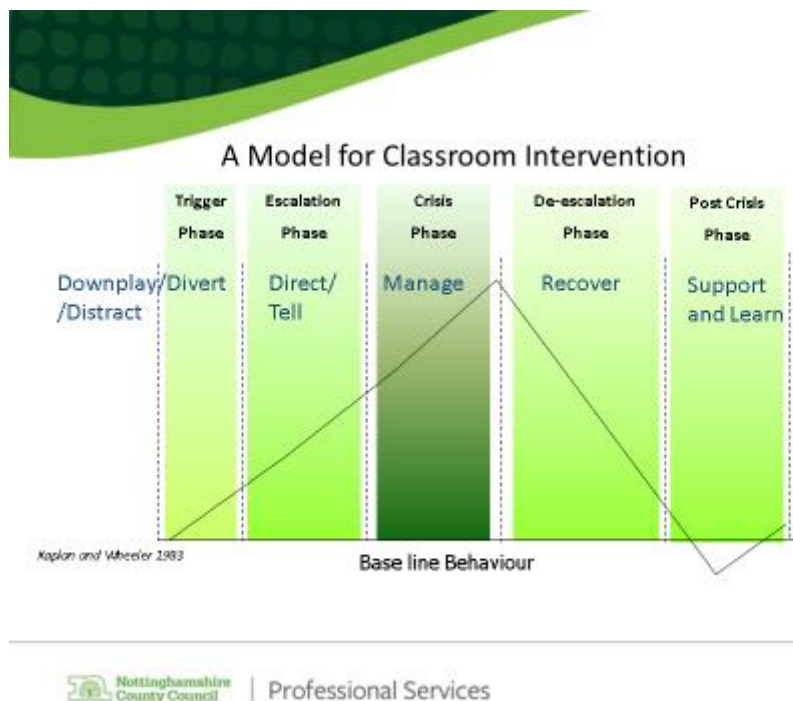 A Model for Classroom Intervention
Trigger Phase
Escalation Phase
Crisis Phase
De-escalation Phase
Post Crisis Phase
Downplay/Divert
/Distract
Direct/
Tell
Manage
Recover
Support
and Learn
Kaplan and Wheeler 1983
Base line Behaviour
Nottinghamshire
County Council
Professional Services